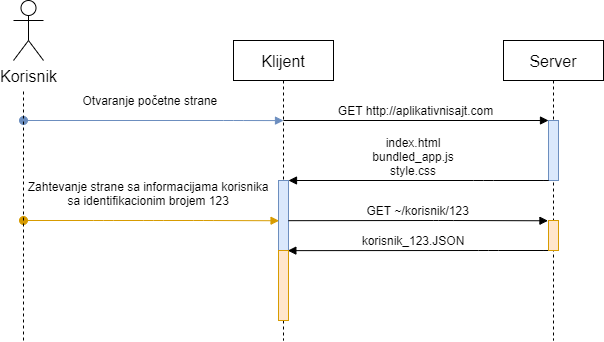 Korisnik
Klijent
Server
Otvaranje početne strane
GET http://aplikativnisajt.com
index.html
bundled_app.js
style.css
Zahtevanje strane sa informacijama korisnika
sa identifikacionim brojem 123
GET ~/korisnik/123
korisnik_123.JSON